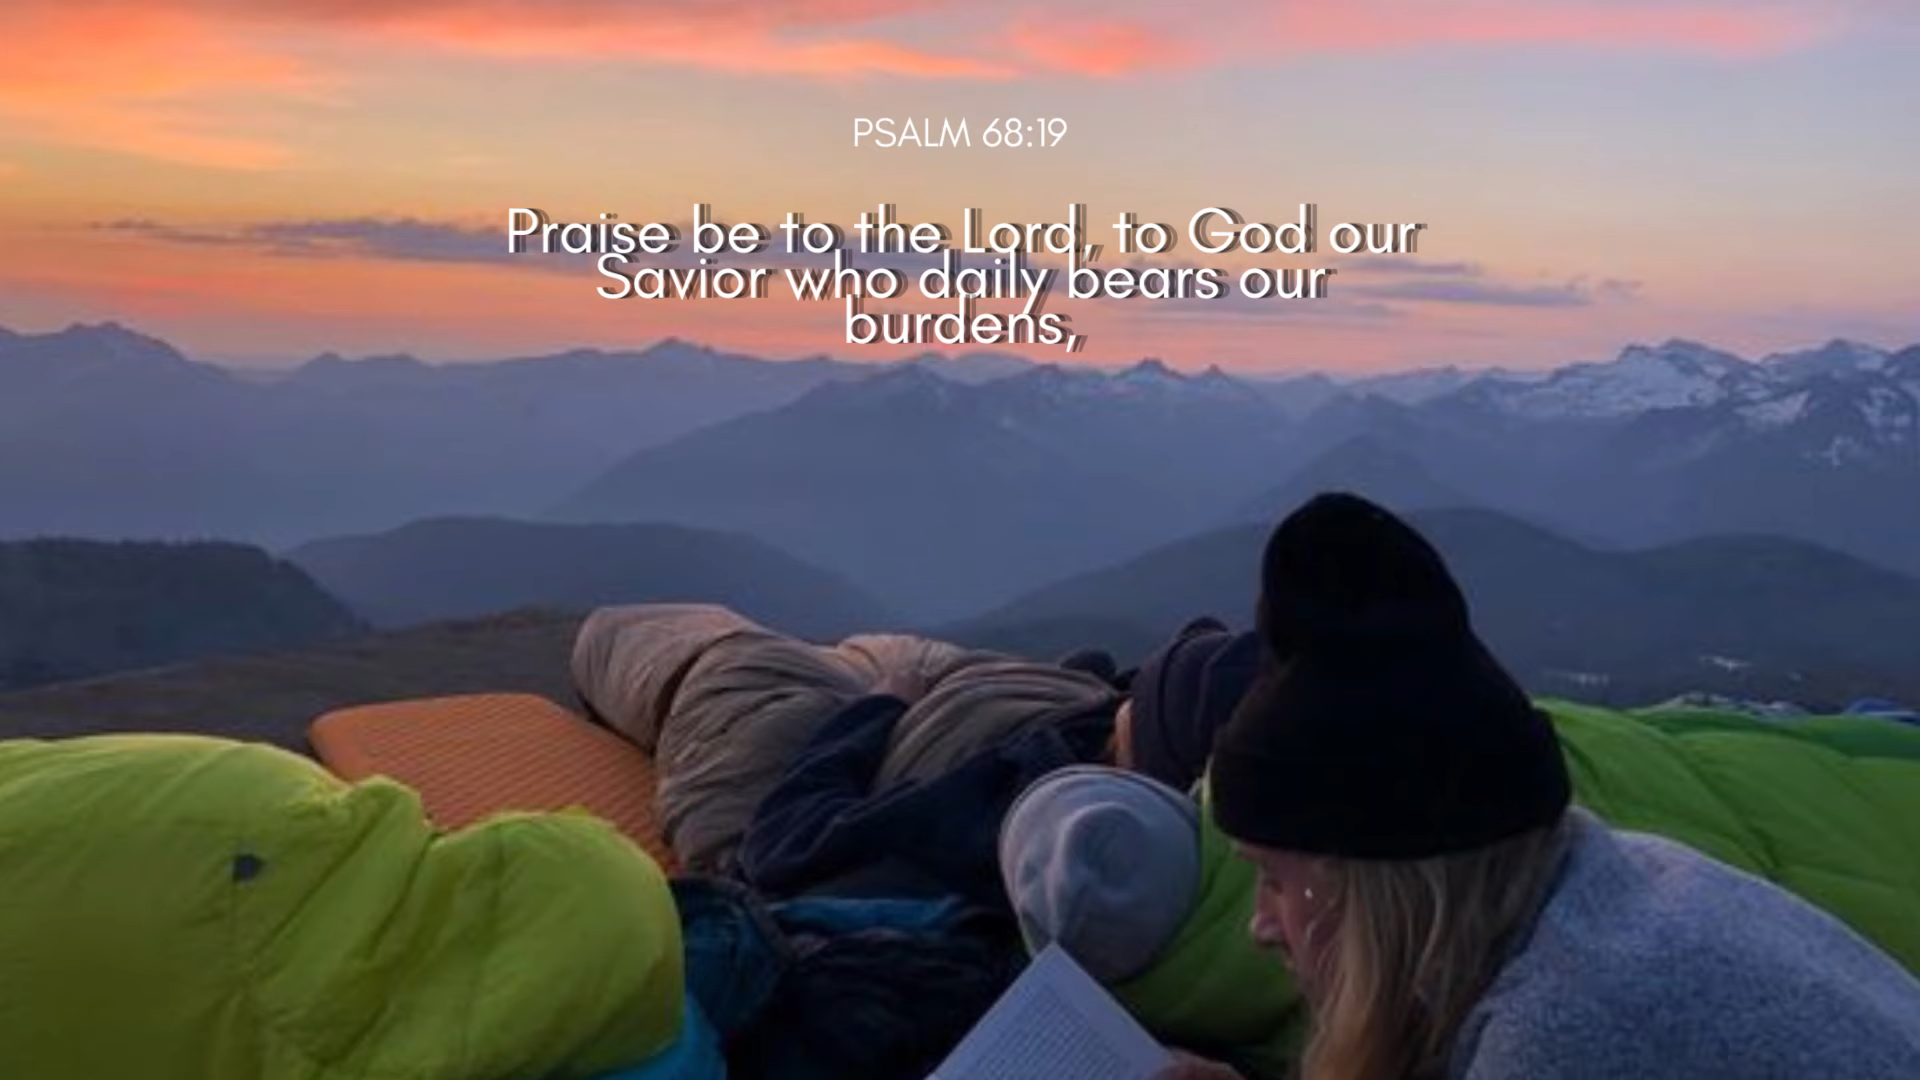 PSALM 68:19
Praise be to the Lord, to God our
Savior who daily bears our
burdens,